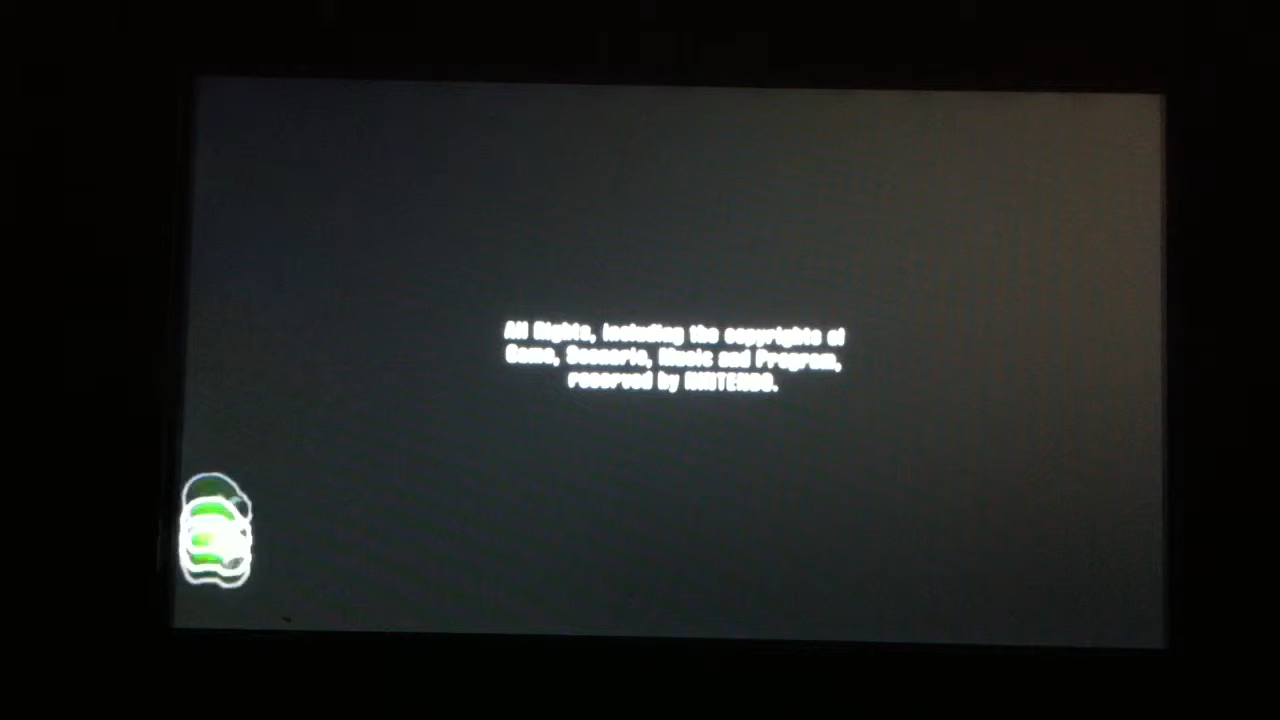 All Rights, including the copyrights of
Game, Scenario, Music and Program,
reserved by NINTENDO.